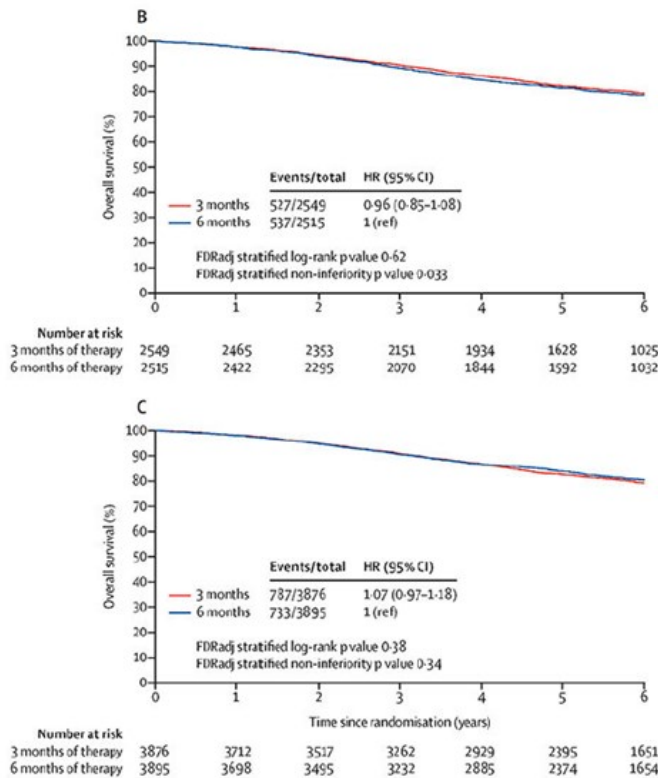 B
Overall survival (%)
100
90
80
70
60
50
40
30
20
10
0
Events/total HR (95% CI)
3 months 527/2549 0·96 (0·85–1·08)
6 months 537/2515 1 (ref)
FDRadj stratified log-rank p value 0·62
FDRadj stratified non-inferiority p value 0·033
0 1 2 3 4 5 6
Number at risk
3 months of therapy 2549 2465 2353 2151 1934 1628 1025
6 months of therapy 2515 2422 2295 2070 1844 1592 1032
C
Overall survival (%)
100
90
80
70
60
50
40
30
20
10
0
Events/total HR (95% CI)
3 months 787/3876 1·07 (0·97–1·18)
6 months 733/3895 1 (ref)
FDRadj stratified log-rank p value 0·38
FDRadj stratified non-inferiority p value 0·34
0 1 2 3 4 5 6
Time since randomisation (years)
Number at risk
3 months of therapy 3876 3712 3517 3262 2929 2395 1651
6 months of therapy 3895 3698 3495 3232 2885 2374 1654